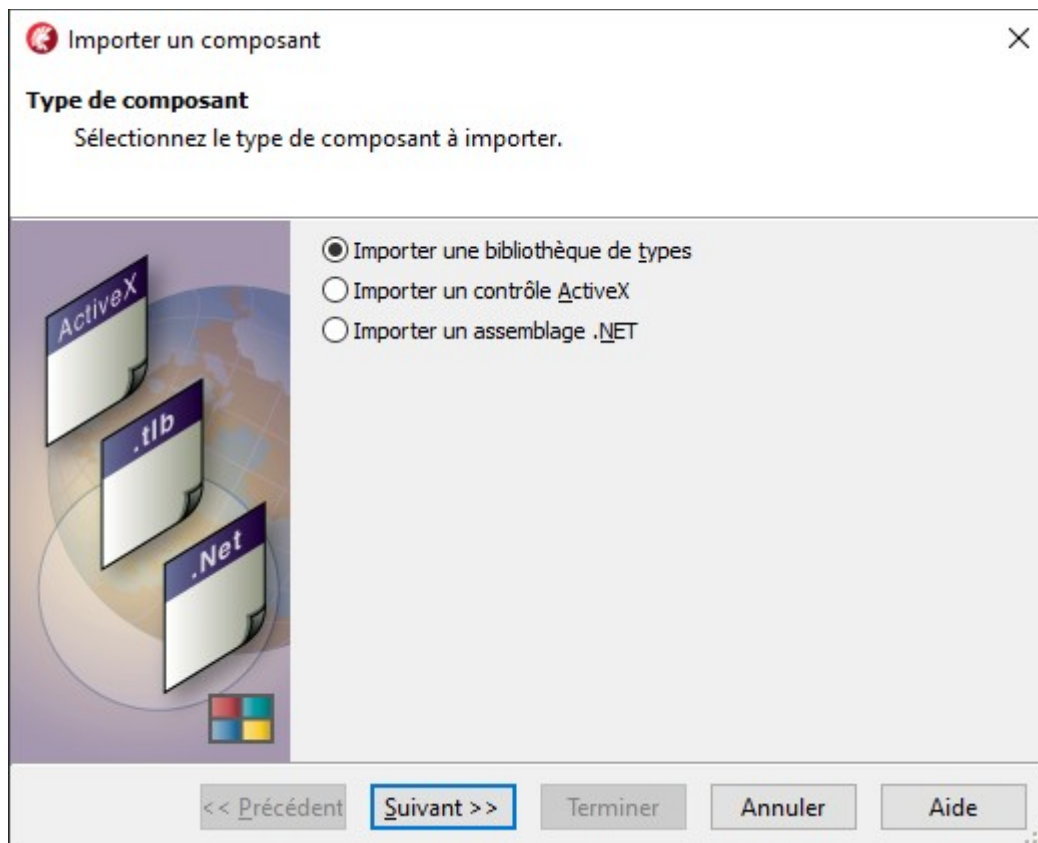 Importer un composant
Type de composant
Sélectionnez le type de composant à importer.
ActiveX
.tlb
.Net
Importer une bibliothèque de types
Importer un contrôle ActiveX
Importer un assemblage .NET
<< Précédent
Suivant >>
Terminer
Annuler
Aide